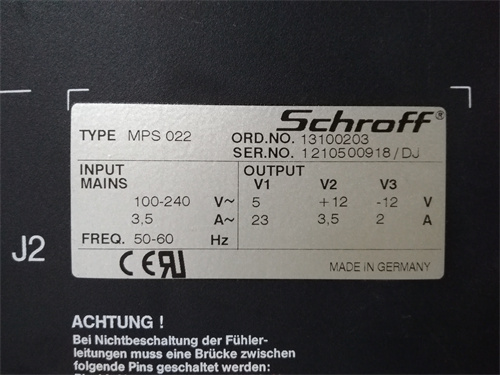 Schroff®
TYPE MPS 022 ORD.NO. 13100203
SER.NO. 1210500918/DJ
INPUT OUTPUT
MAINS V1 V2 V3
100-240 V~ 5 +12 -12 V
3,5 A~ 23 3,5 2 A
FREQ. 50-60 Hz
J2
CE RU
MADE IN GERMANY
ACHTUNG !
Bei Nichtbeschaltung der Fühler-
leitungen muss eine Brücke zwischen
folgende Pins geschaltet werden: